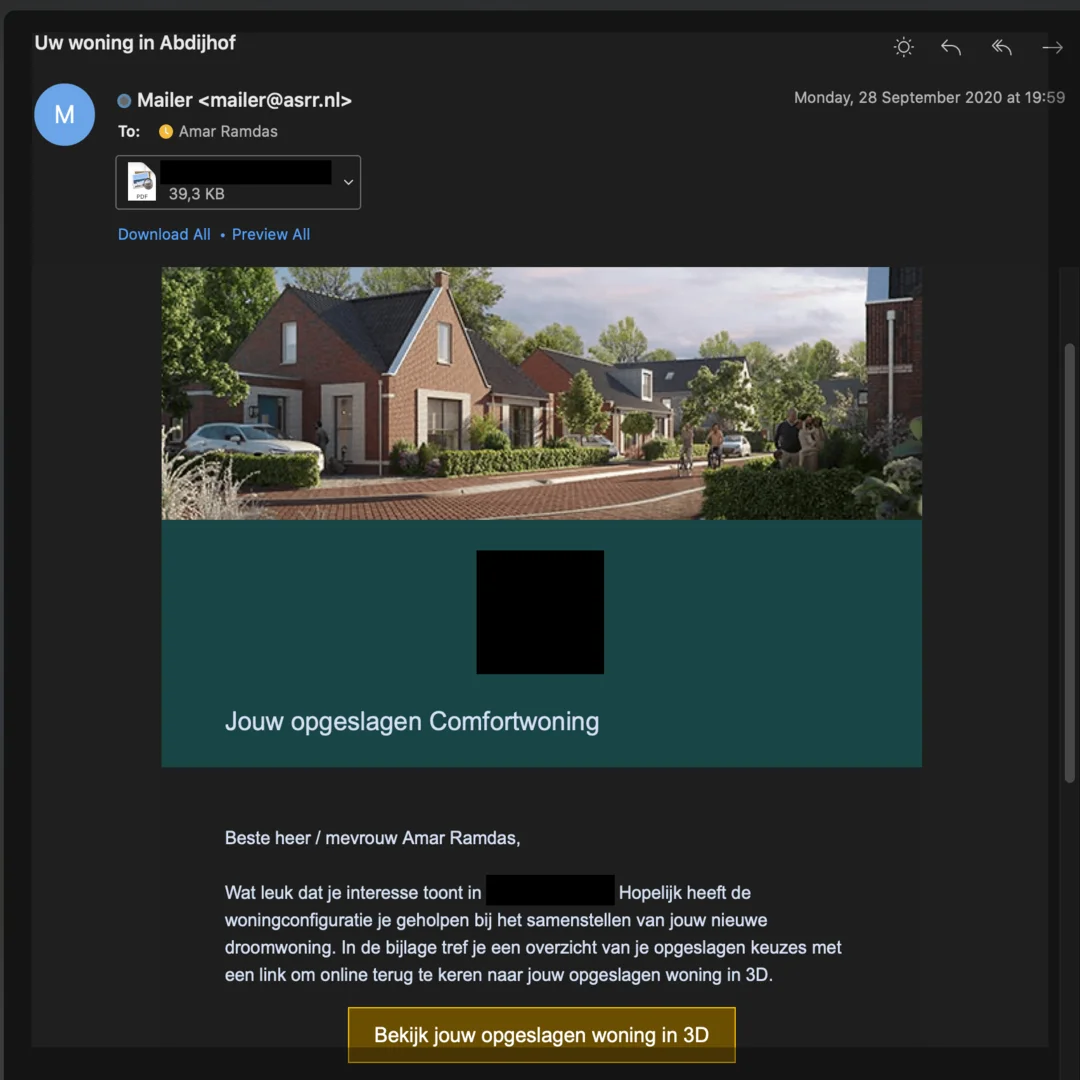 Uw woning in Abdijhof
M
Mailer <mailer@asrr.nl>
Monday, 28 September 2020 at 19:59
To: Amar Ramdas
PDF
39,3 KB
Download All • Preview All
Jouw opgeslagen Comfortwoning
Beste heer / mevrouw Amar Ramdas,
Wat leuk dat je interesse toont in Hopelijk heeft de
woningconfiguratie je geholpen bij het samenstellen van jouw nieuwe
droomwoning. In de bijlage tref je een overzicht van je opgeslagen keuzes met
een link om online terug te keren naar jouw opgeslagen woning in 3D.
Bekijk jouw opgeslagen woning in 3D